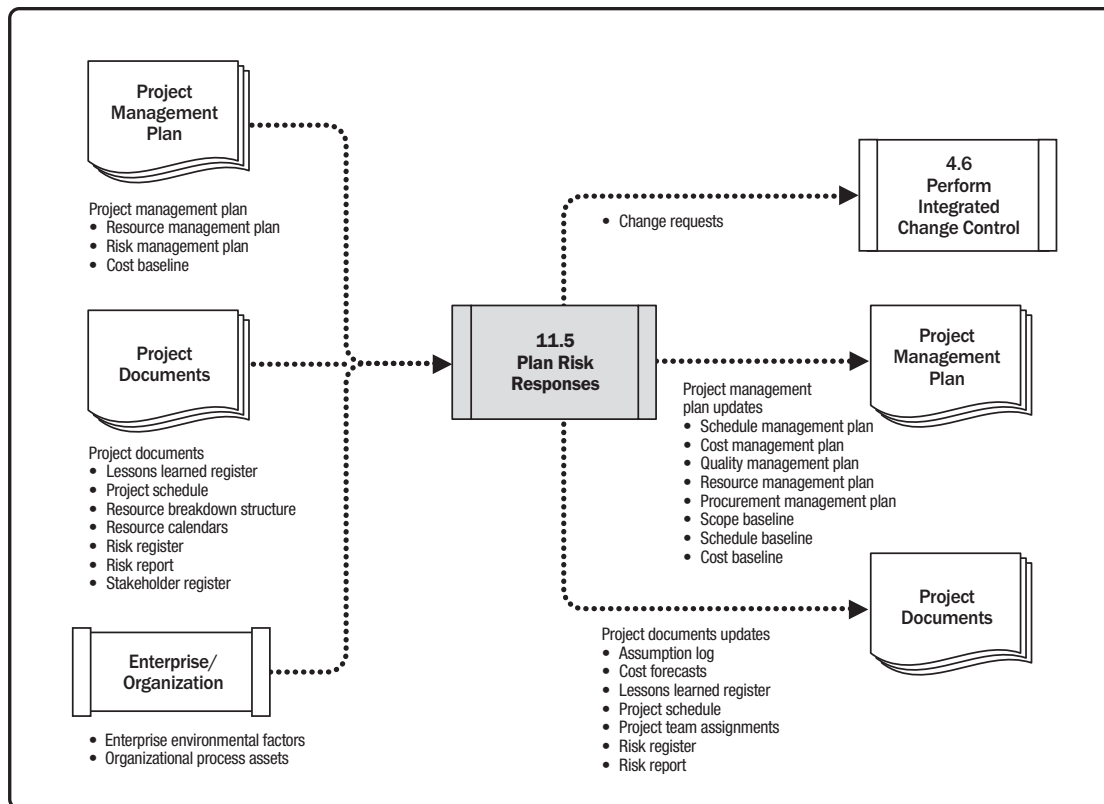 Project
Management
Plan
Project management plan
• Resource management plan
• Risk management plan
• Cost baseline
Project
Documents
Project documents
• Lessons learned register
• Project schedule
• Resource breakdown structure
• Resource calendars
• Risk register
• Risk report
• Stakeholder register
Enterprise/
Organization
• Enterprise environmental factors
• Organizational process assets
11.5
Plan Risk
Responses
• Change requests
4.6
Perform
Integrated
Change Control
Project
Management
Plan
Project management
plan updates
• Schedule management plan
• Cost management plan
• Quality management plan
• Resource management plan
• Procurement management plan
• Scope baseline
• Schedule baseline
• Cost baseline
Project
Documents
Project documents updates
• Assumption log
• Cost forecasts
• Lessons learned register
• Project schedule
• Project team assignments
• Risk register
• Risk report